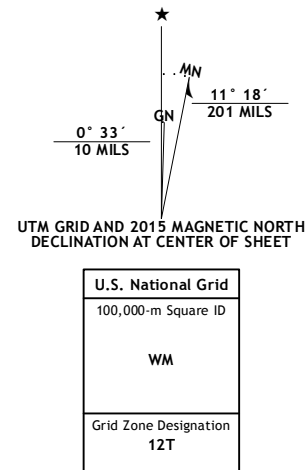 ★
MN
GN
11° 18´
201 MILS
0° 33´
10 MILS
UTM GRID AND 2015 MAGNETIC NORTH
DECLINATION AT CENTER OF SHEET
U.S. National Grid
100,000-m Square ID
WM
Grid Zone Designation
12T